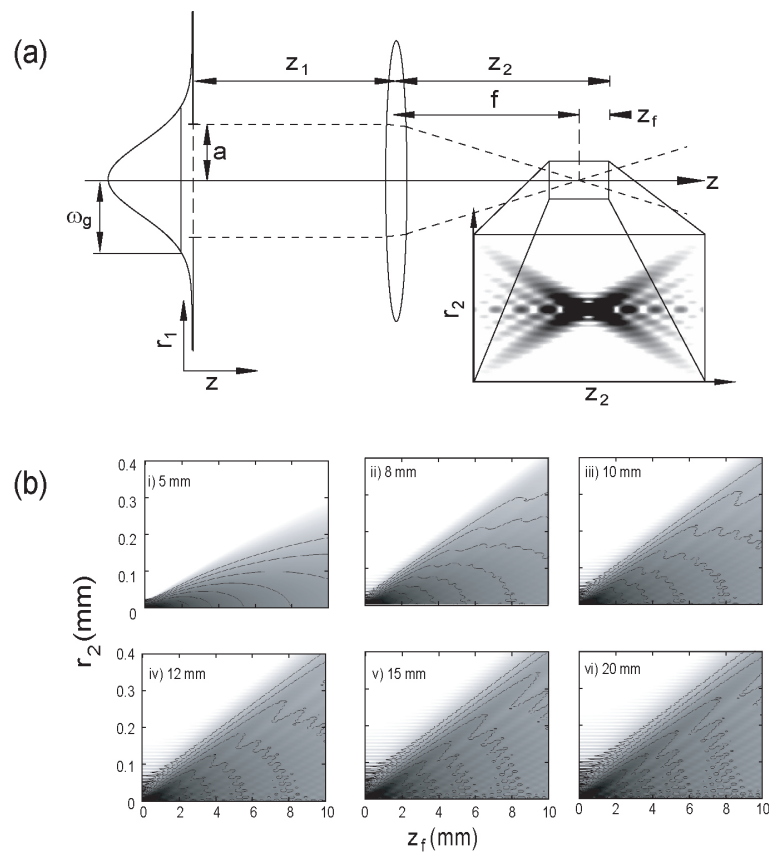 (a)
z1
z2
f
zf
a
z
ωg
r1
z
r2
z2
(b)
i) 5 mm
ii) 8 mm
iii) 10 mm
0.4
0.3
0.2
0.1
0
r2 (mm)
iv) 12 mm
v) 15 mm
vi) 20 mm
0.4
0.3
0.2
0.1
0
0 2 4 6 8 10
0 2 4 6 8 10
0 2 4 6 8 10
zf (mm)